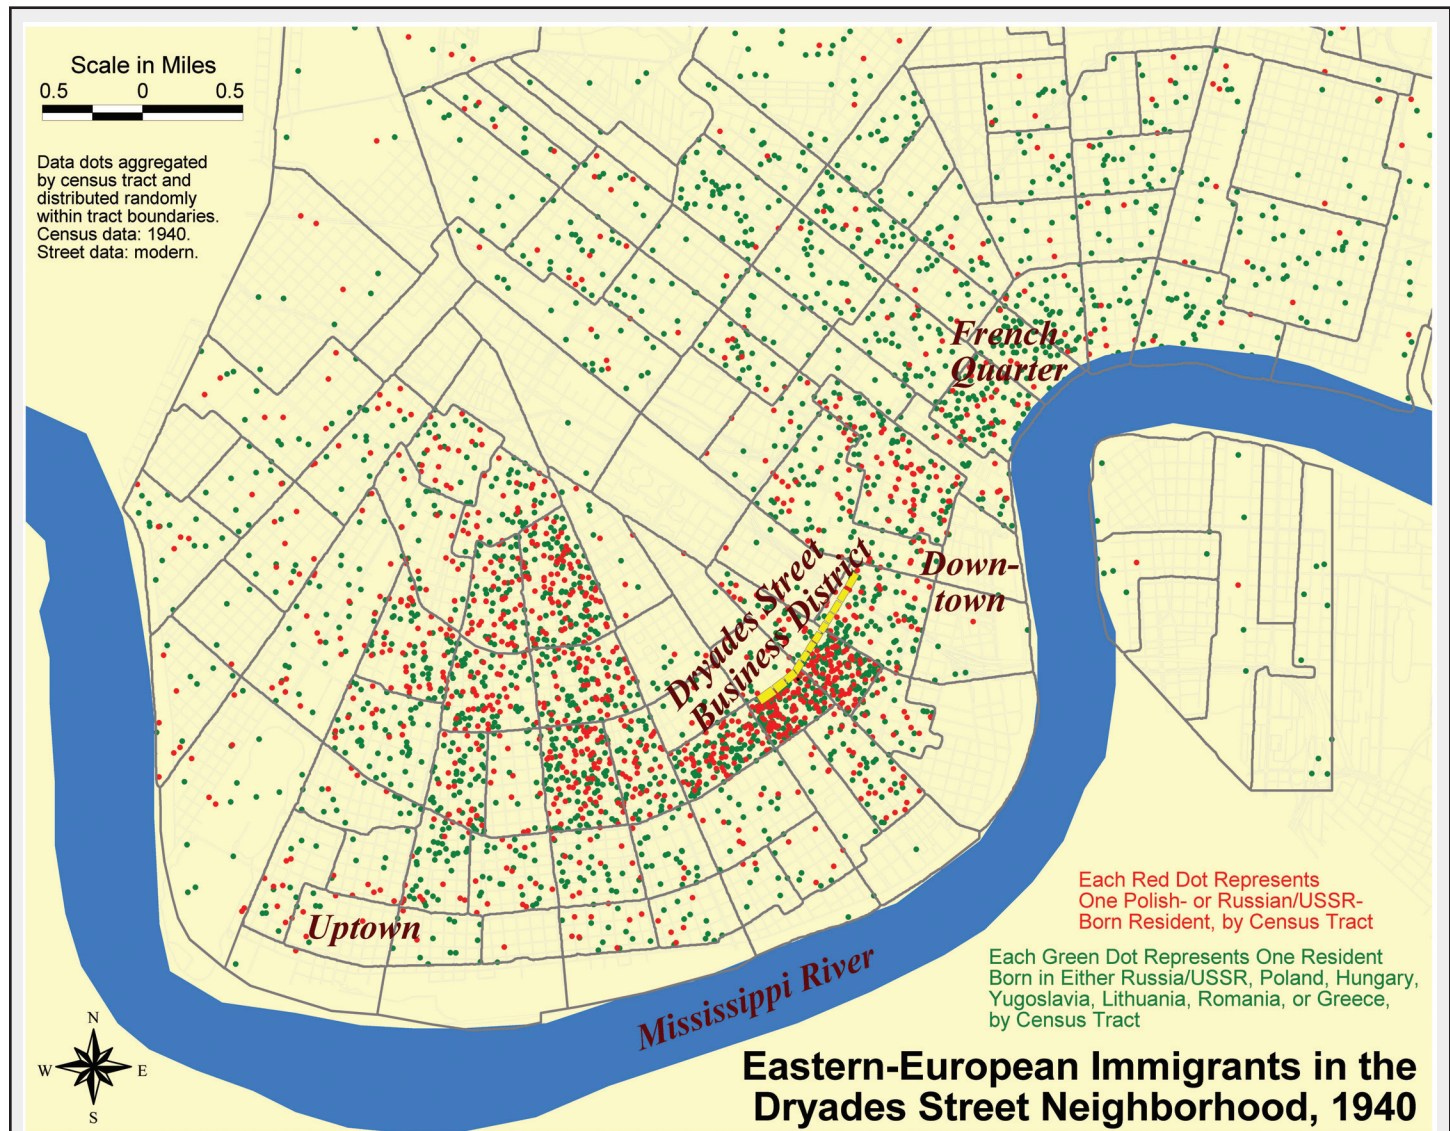 Scale in Miles
0.5 0 0.5
Data dots aggregated
by census tract and
distributed randomly
within tract boundaries.
Census data: 1940.
Street data: modern.
French
Quarter
Down-
town
Dryades Street
Business District
Uptown
Mississippi River
Each Red Dot Represents
One Polish- or Russian/USSR-
Born Resident, by Census Tract
Each Green Dot Represents One Resident
Born in Either Russia/USSR, Poland, Hungary,
Yugoslavia, Lithuania, Romania, or Greece,
by Census Tract
N
W E
S
Eastern-European Immigrants in the
Dryades Street Neighborhood, 1940